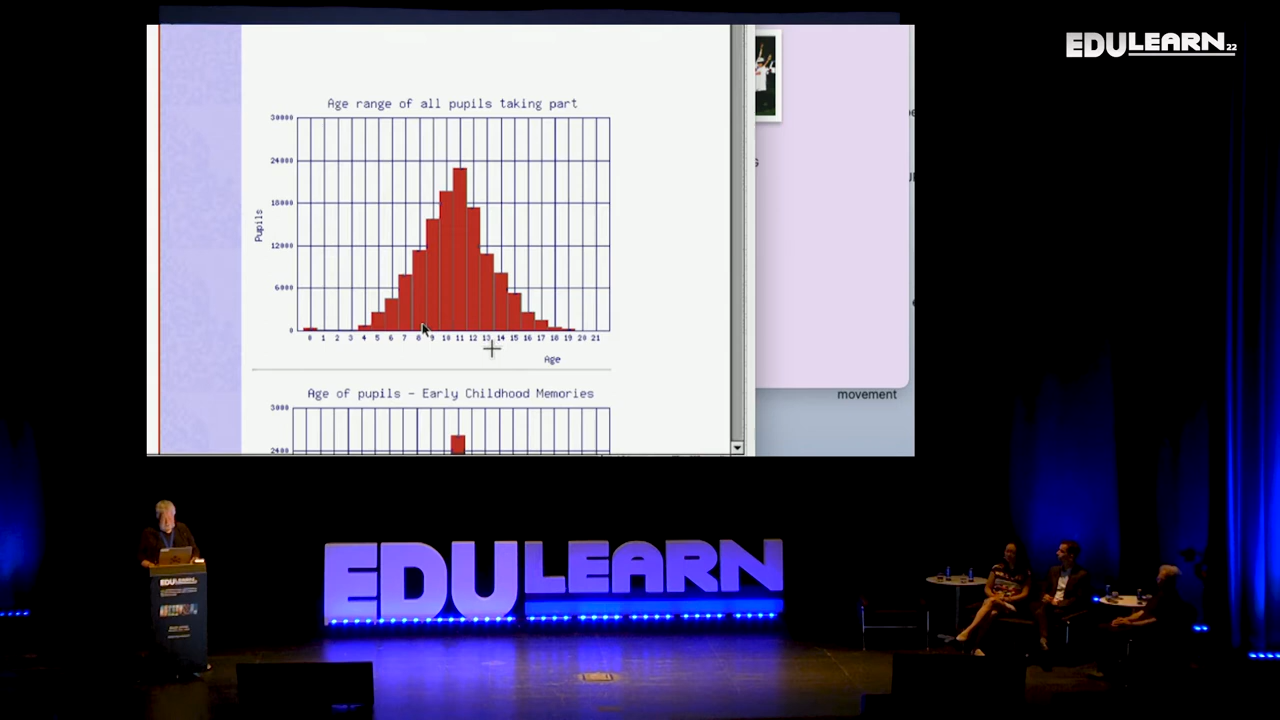 EDULEARN22
Age range of all pupils taking part
30000
24000
18000
12000
6000
0
Pupils
0 1 2 3 4 5 6 7 8 9 10 11 12 13 14 15 16 17 18 19 20 21
Age
Age of pupils - Early Childhood Memories
3000
2400
movement
EDULEARN
EDULEARN